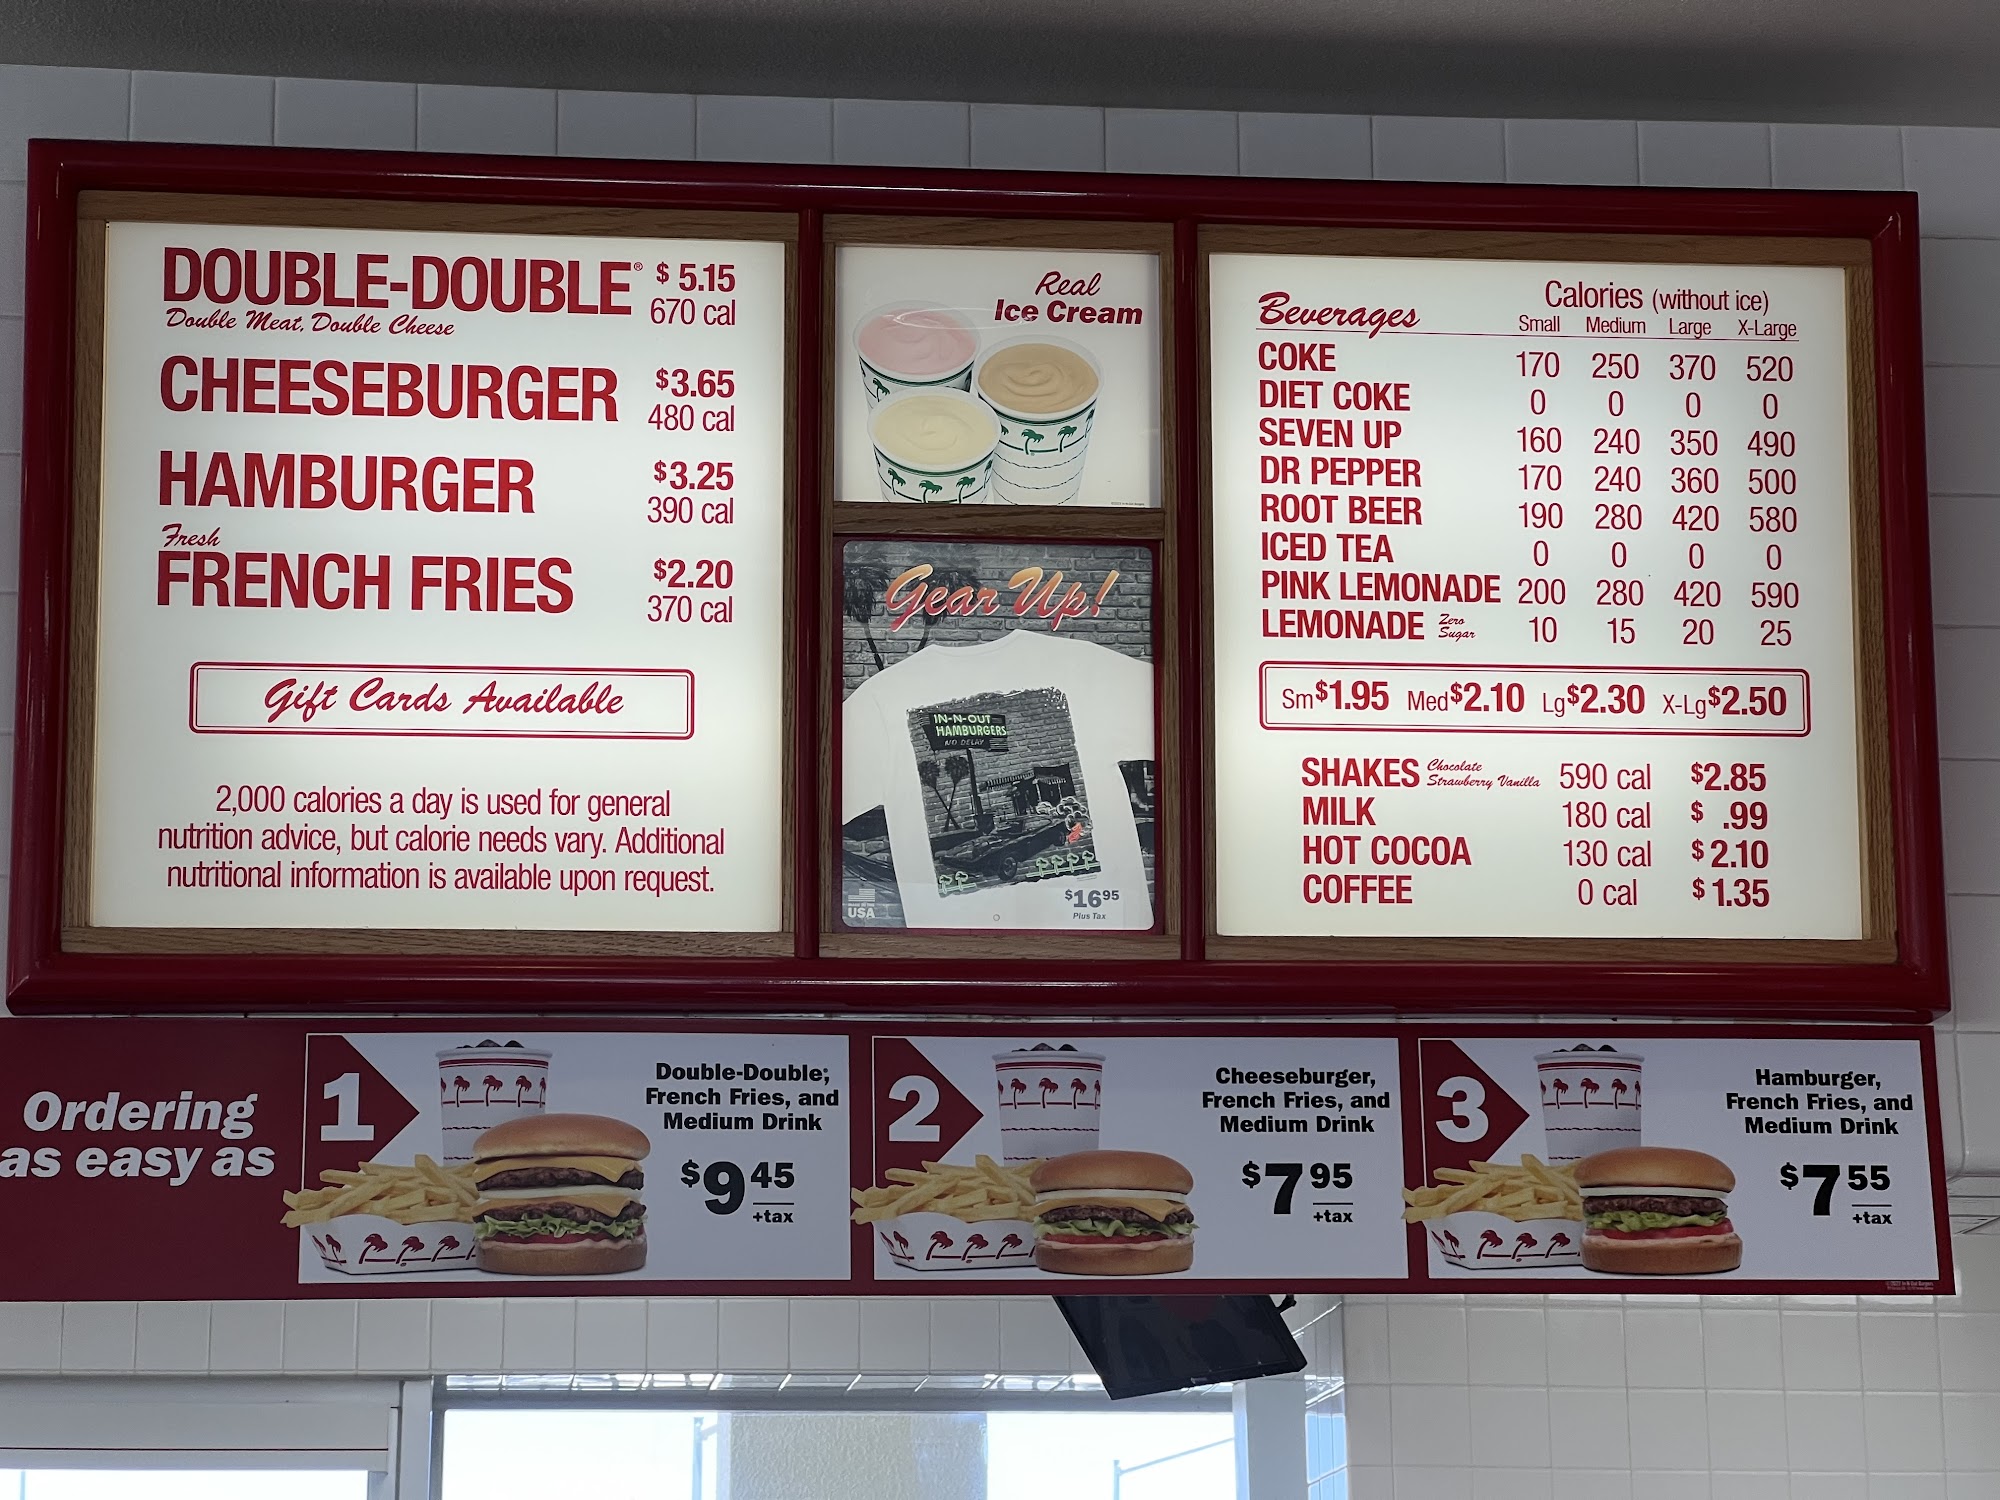 DOUBLE-DOUBLE® $5.15
Double Meat, Double Cheese 670 cal
CHEESEBURGER $3.65
480 cal
HAMBURGER $3.25
390 cal
Fresh
FRENCH FRIES $2.20
370 cal
Gift Cards Available
2,000 calories a day is used for general
nutrition advice, but calorie needs vary. Additional
nutritional information is available upon request.
Real
Ice Cream
Gear Up!
IN-N-OUT
HAMBURGERS
NO DELAY
USA
$16.95
Plus Tax
Beverages Calories (without ice)
Small Medium Large X-Large
COKE 170 250 370 520
DIET COKE 0 0 0 0
SEVEN UP 160 240 350 490
DR PEPPER 170 240 360 500
ROOT BEER 190 280 420 580
ICED TEA 0 0 0 0
PINK LEMONADE 200 280 420 590
LEMONADE Zero Sugar 10 15 20 25
Sm $1.95 Med $2.10 Lg $2.30 X-Lg $2.50
SHAKES Chocolate Strawberry Vanilla 590 cal $2.85
MILK 180 cal $ .99
HOT COCOA 130 cal $2.10
COFFEE 0 cal $1.35
Ordering
as easy as
1
Double-Double,
French Fries, and
Medium Drink
$9 45
+tax
2
Cheeseburger,
French Fries, and
Medium Drink
$7 95
+tax
3
Hamburger,
French Fries, and
Medium Drink
$7 55
+tax